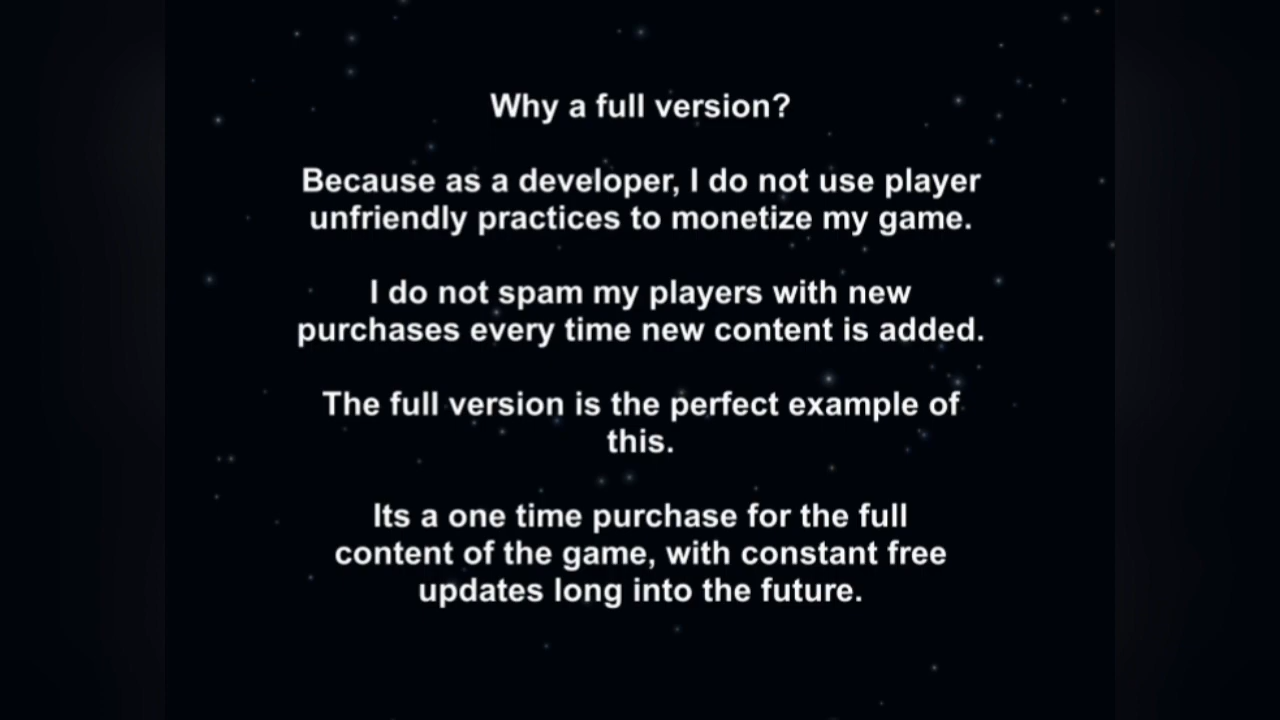 Why a full version?
Because as a developer, I do not use player
unfriendly practices to monetize my game.
I do not spam my players with new
purchases every time new content is added.
The full version is the perfect example of
this.
Its a one time purchase for the full
content of the game, with constant free
updates long into the future.